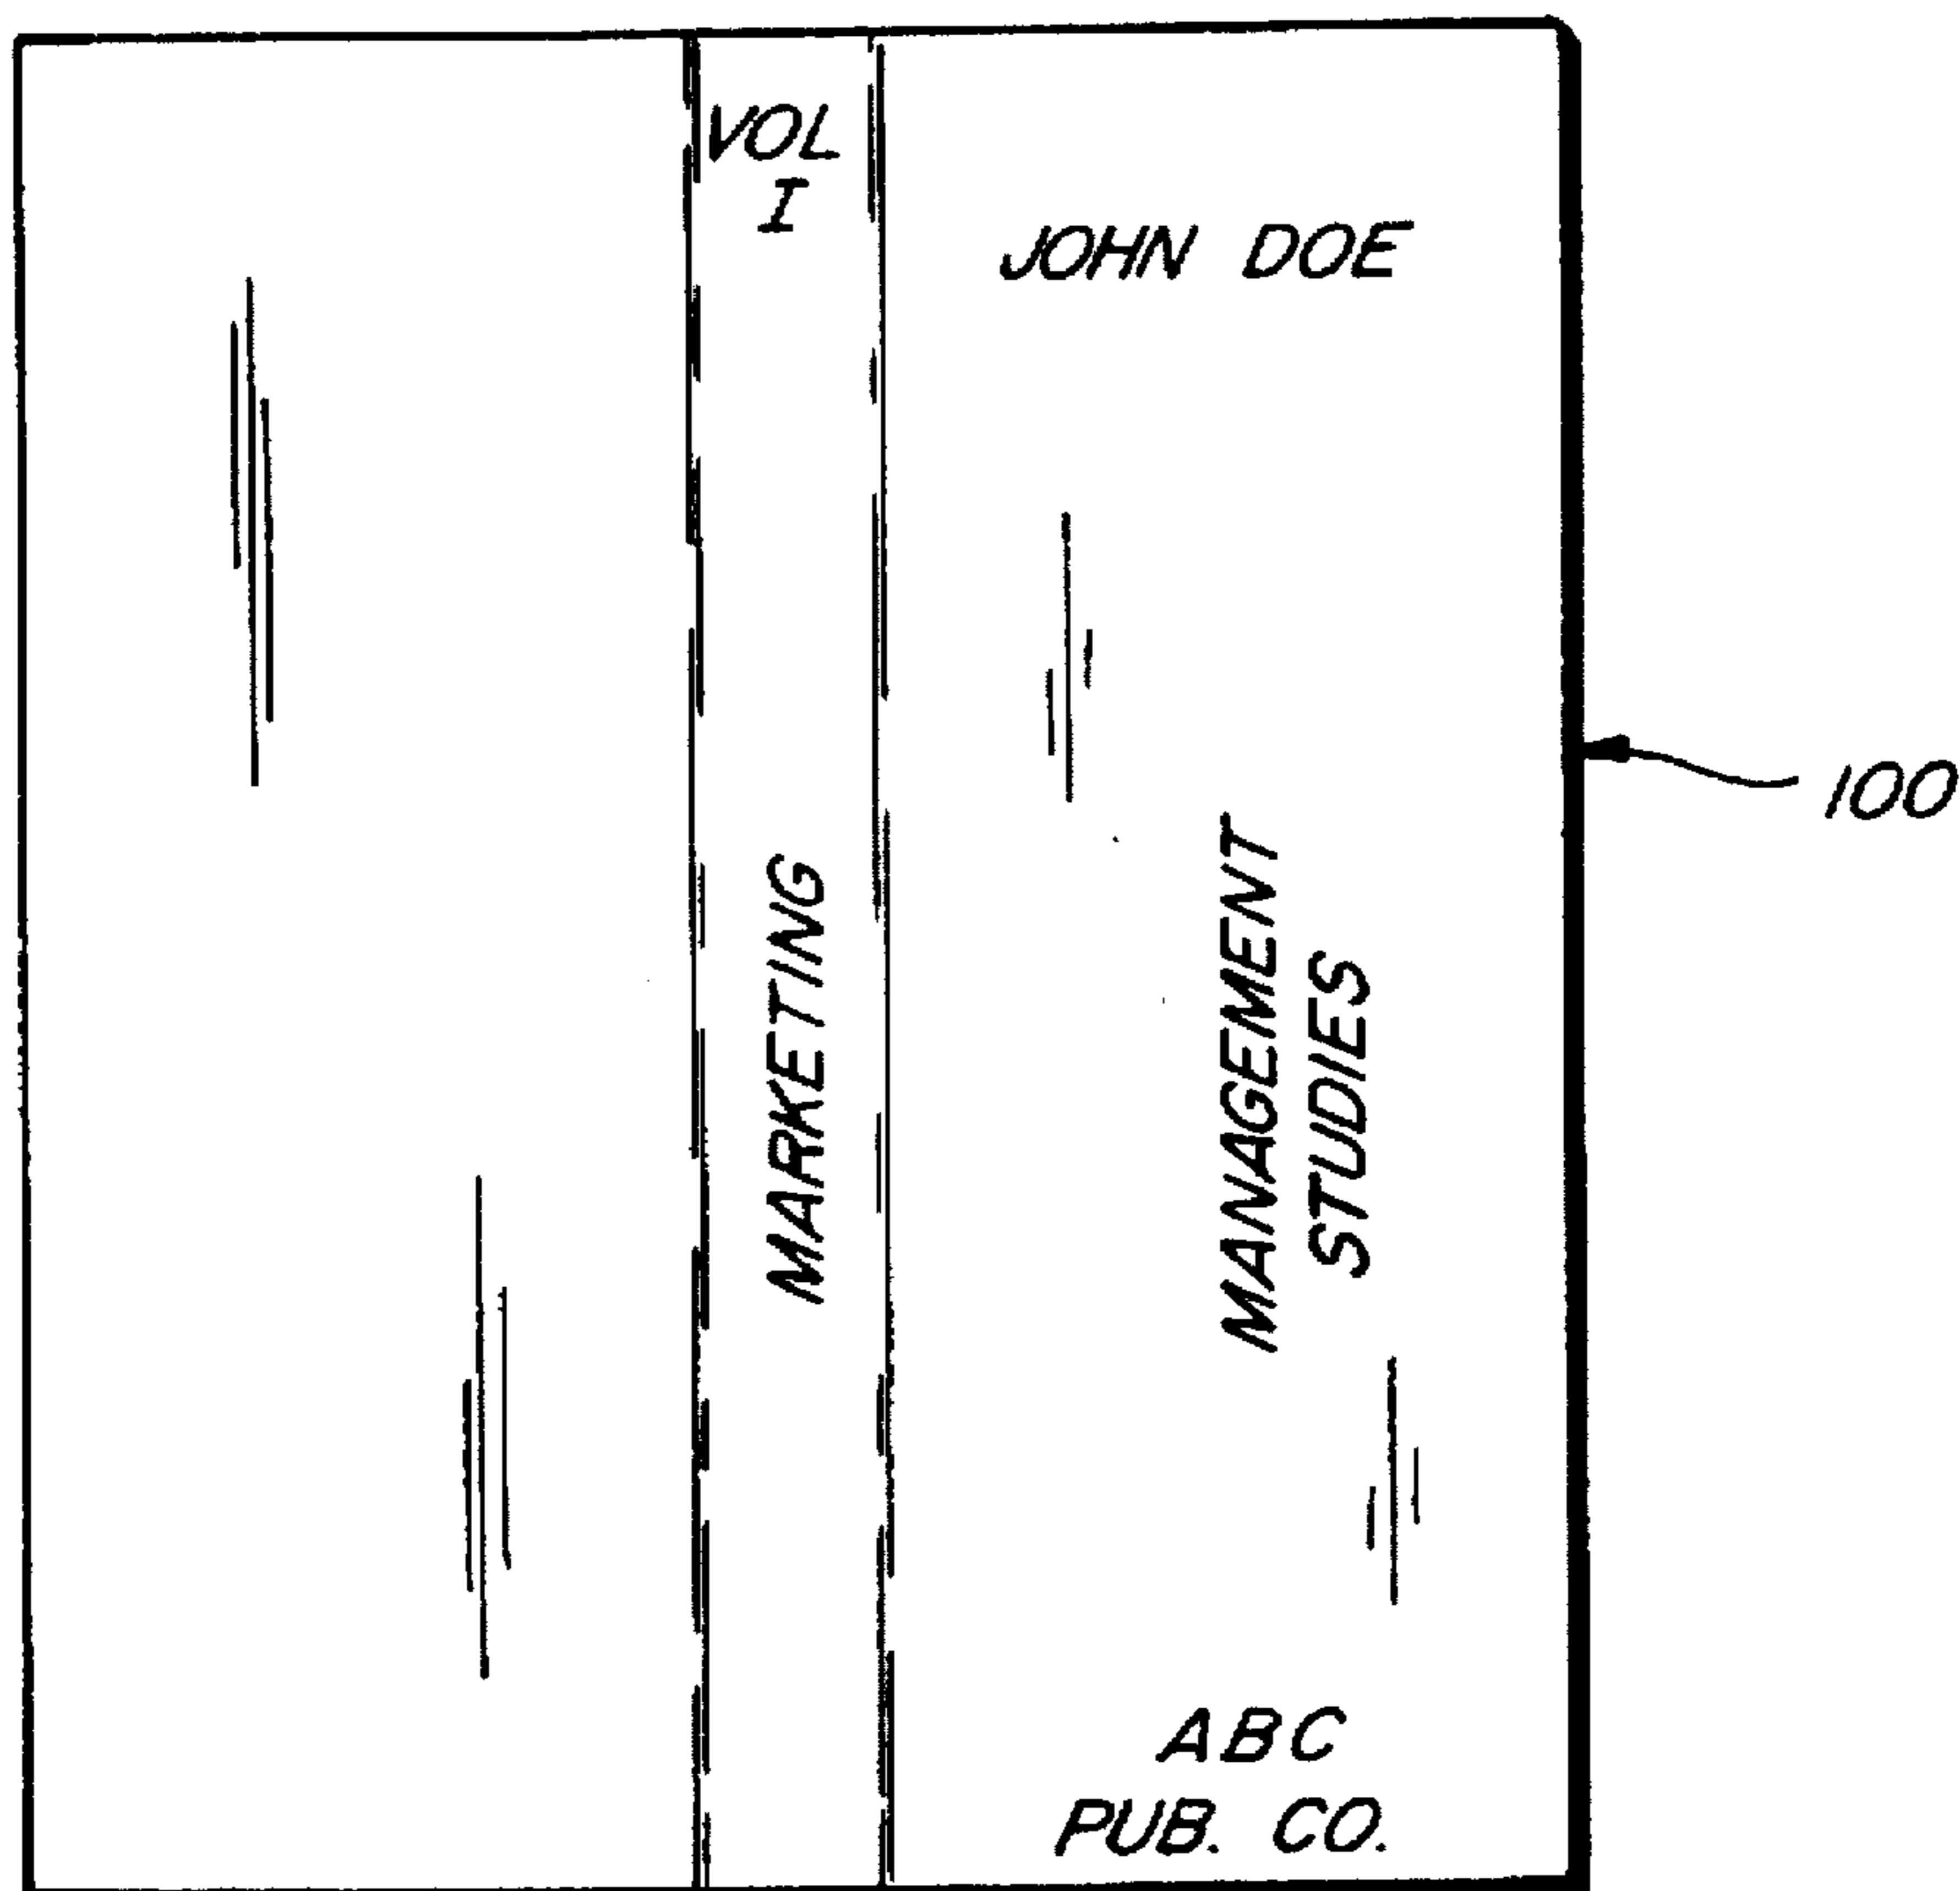 VOL
I
MARKETING
JOHN DOE
MANAGEMENT
STUDIES
ABC
PUB. CO.
100